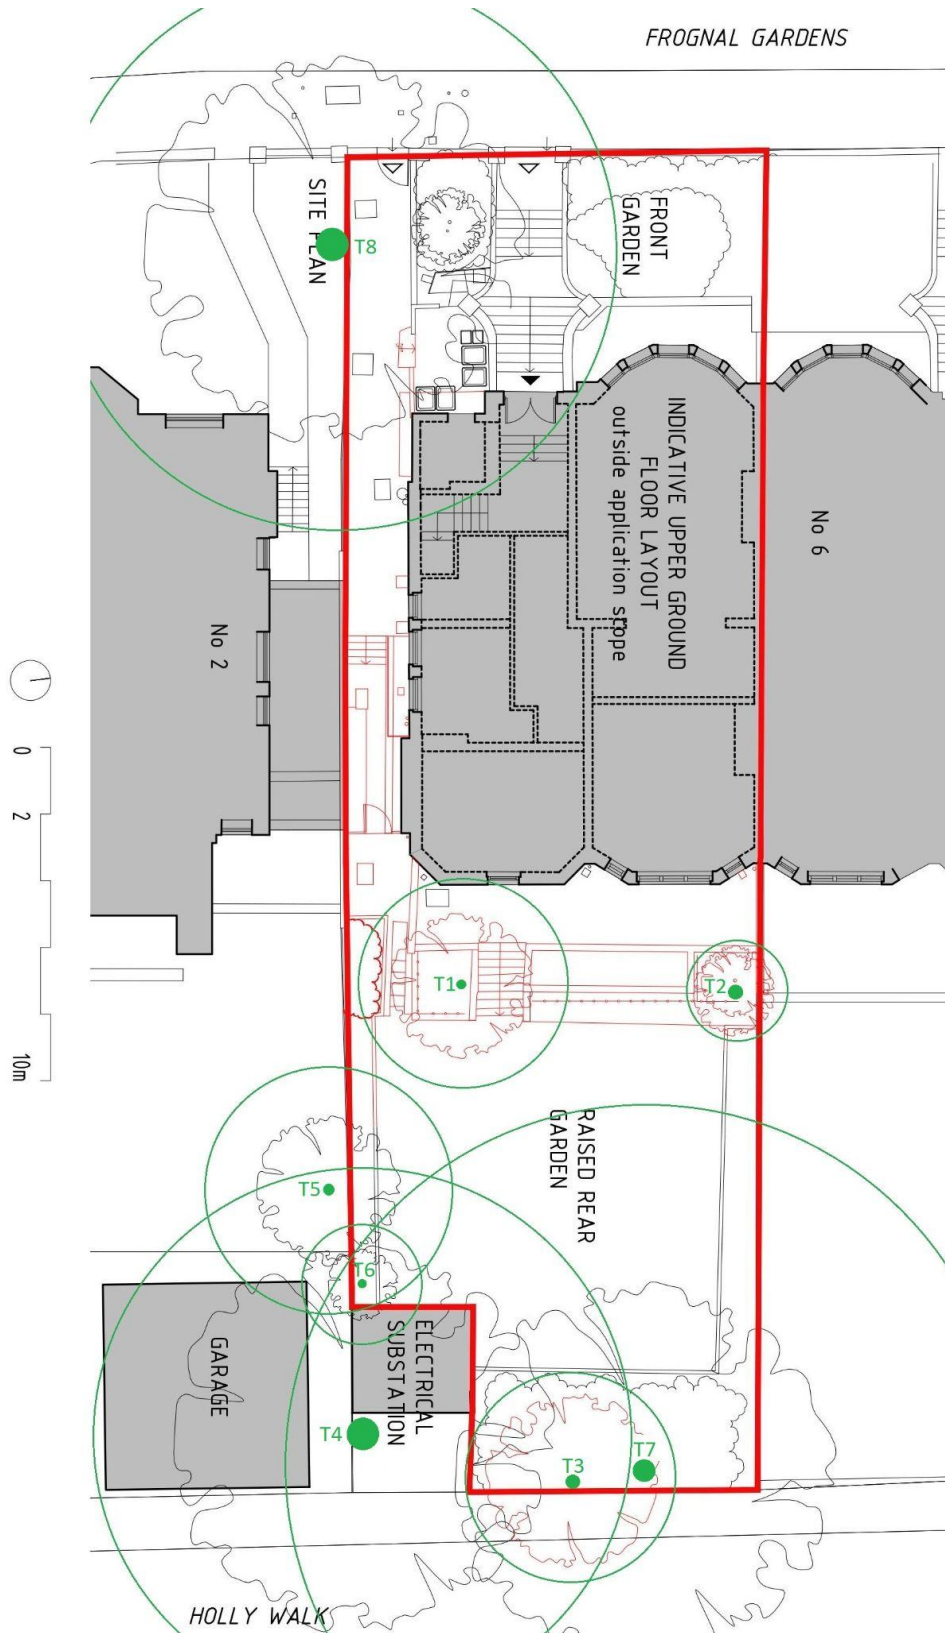 FROGNAL GARDENS
SITE PLAN
T8
FRONT
GARDEN
INDICATIVE UPPER GROUND
FLOOR LAYOUT
outside application scope
No 6
No 2
0
2
10m
T1
T2
T5
RAISED REAR
GARDEN
T6
GARAGE
ELECTRICAL
SUBSTATION
T4
T3
T7
HOLLY WALK